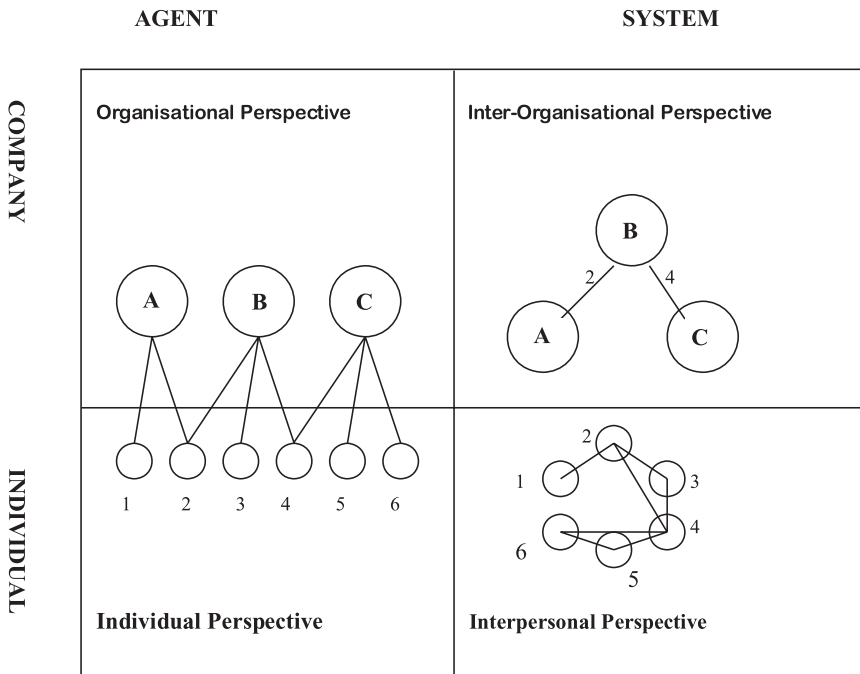 AGENT SYSTEM
COMPANY
Organisational Perspective
Inter-Organisational Perspective
A B C
B
2 4
A C
INDIVIDUAL
1 2 3 4 5 6
Individual Perspective
2
1 3
6 4
5
Interpersonal Perspective